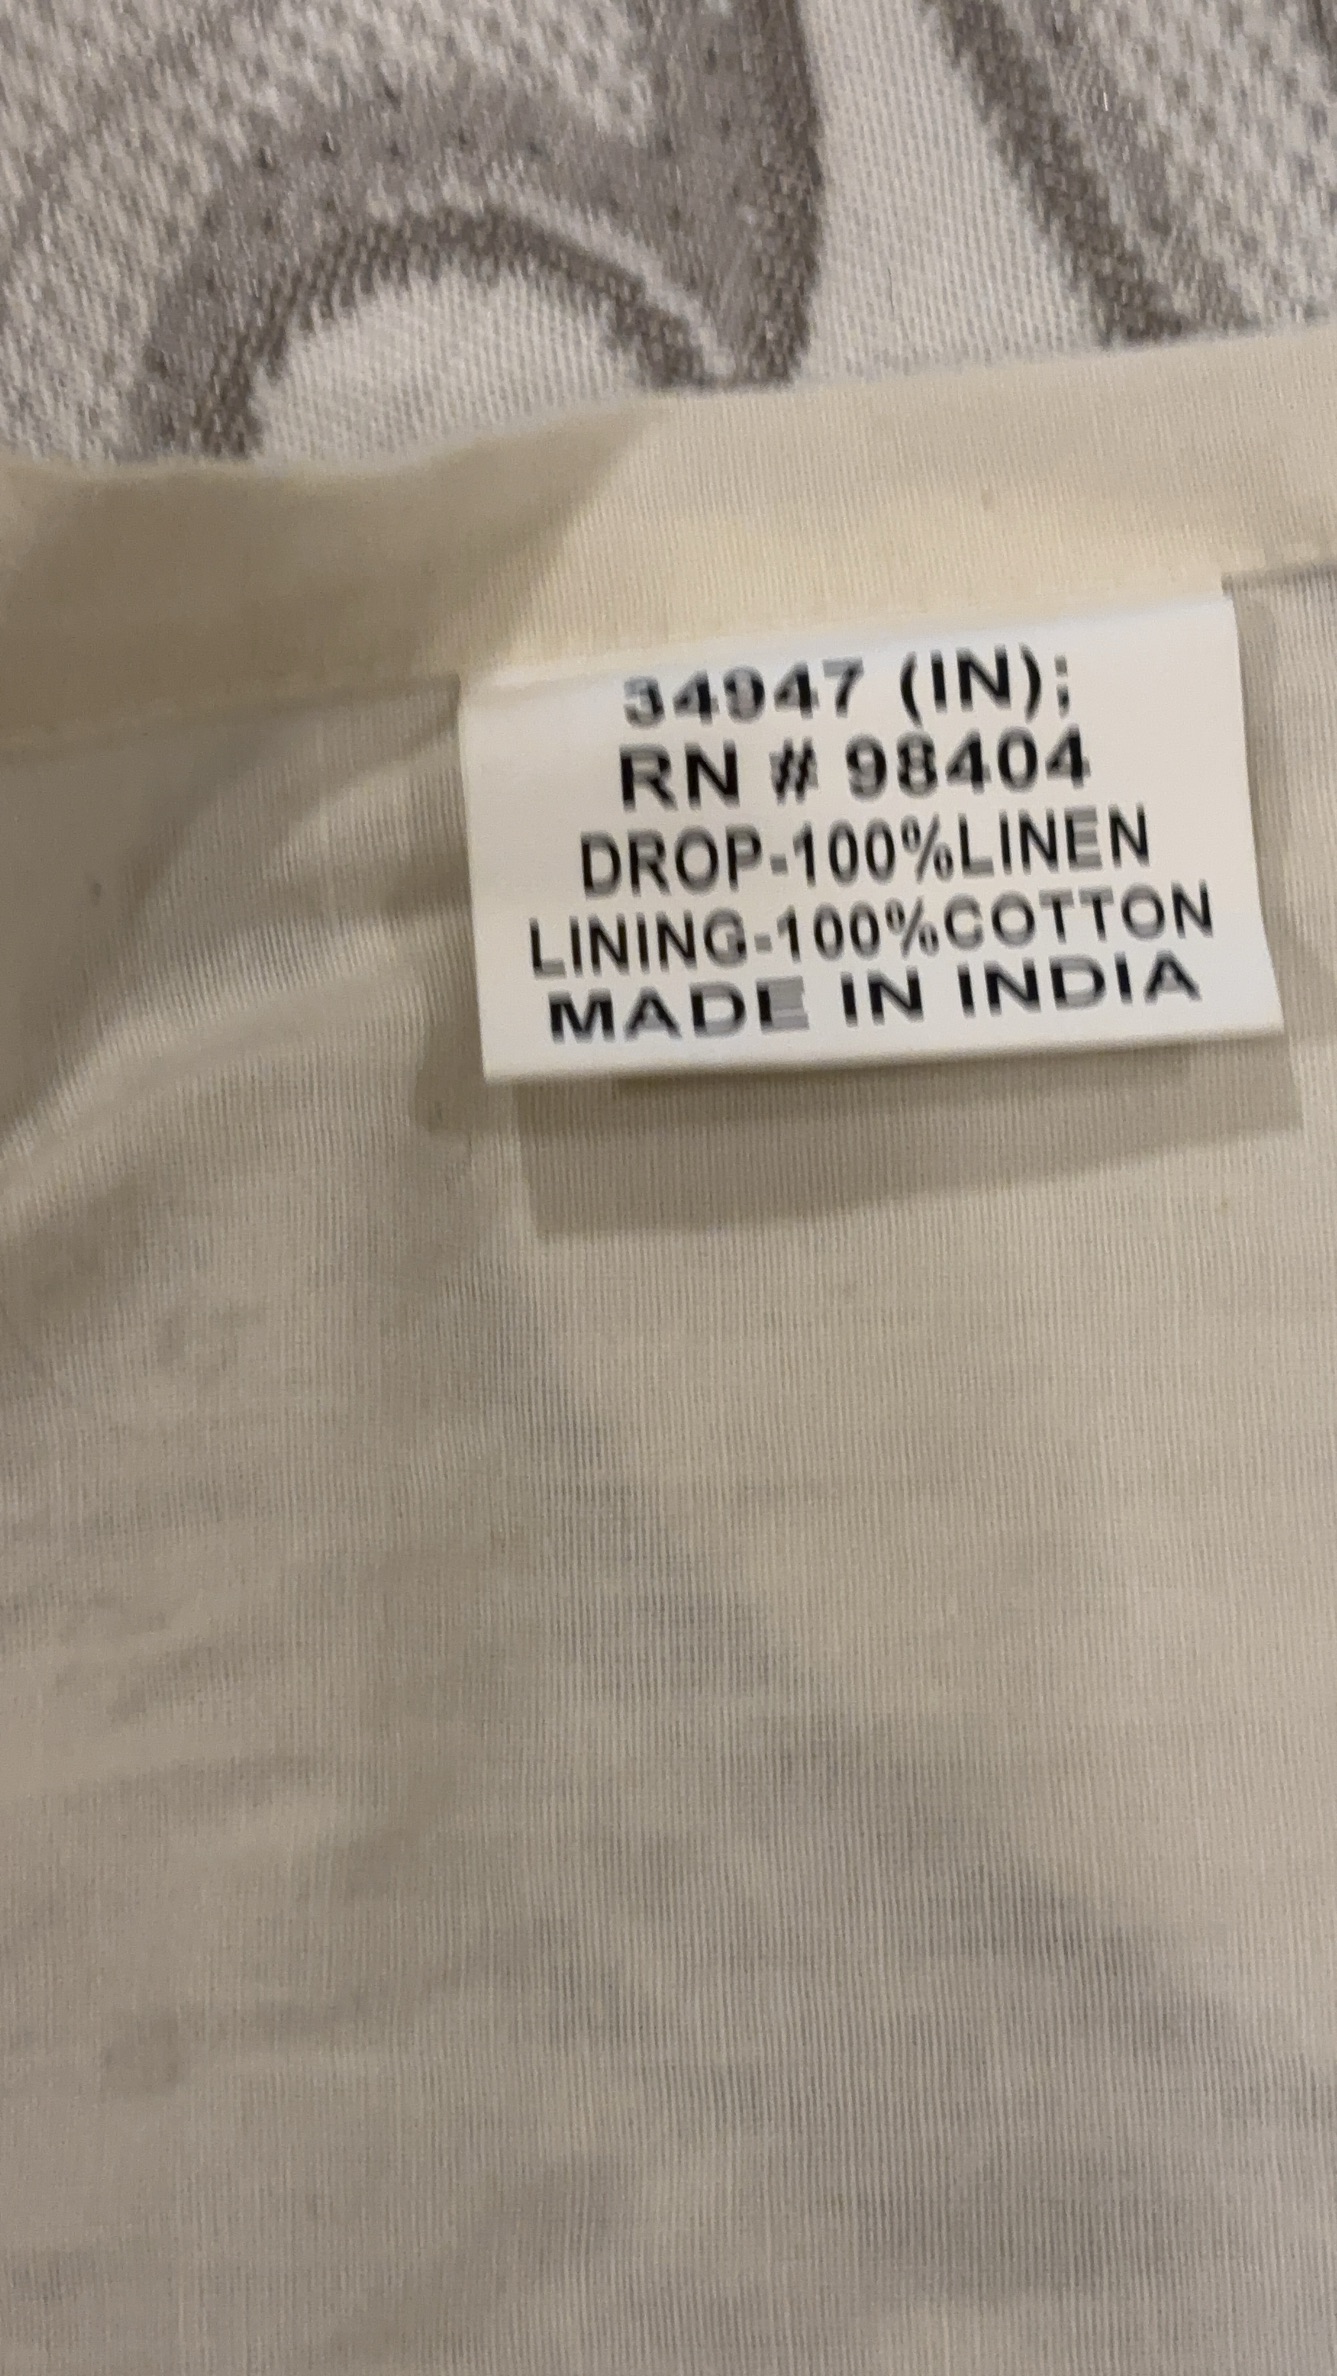 34947 (IN);
RN # 98404
DROP-100%LINEN
LINING-100%COTTON
MADE IN INDIA